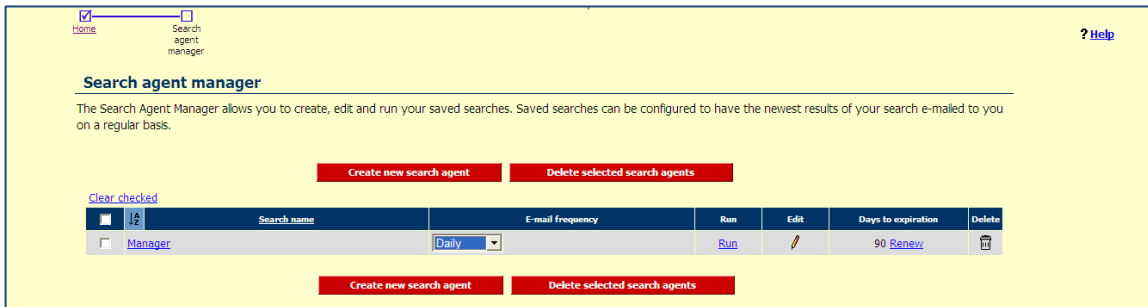 Home
Search
agent
manager
? Help
Search agent manager
The Search Agent Manager allows you to create, edit and run your saved searches. Saved searches can be configured to have the newest results of your search e-mailed to you
on a regular basis.
Create new search agent Delete selected search agents
Clear checked
Search name E-mail frequency Run Edit Days to expiration Delete
Manager Daily Run 90 Renew
Create new search agent Delete selected search agents